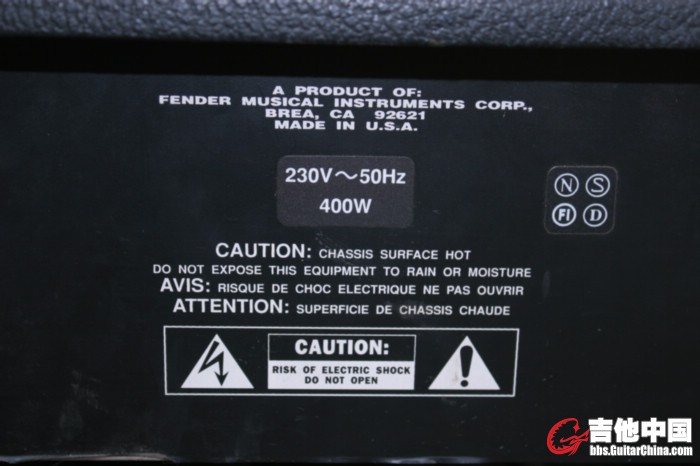 A PRODUCT OF:
FENDER MUSICAL INSTRUMENTS CORP.,
BREA, CA 92621
MADE IN U.S.A.
230V～50Hz
400W
N S
FI D
CAUTION: CHASSIS SURFACE HOT
DO NOT EXPOSE THIS EQUIPMENT TO RAIN OR MOISTURE
AVIS: RISQUE DE CHOC ELECTRIQUE NE PAS OUVRIR
ATTENTION: SUPERFICIE DE CHASSIS CHAUDE
CAUTION:
RISK OF ELECTRIC SHOCK
DO NOT OPEN
吉他中国
bbs.GuitarChina.com